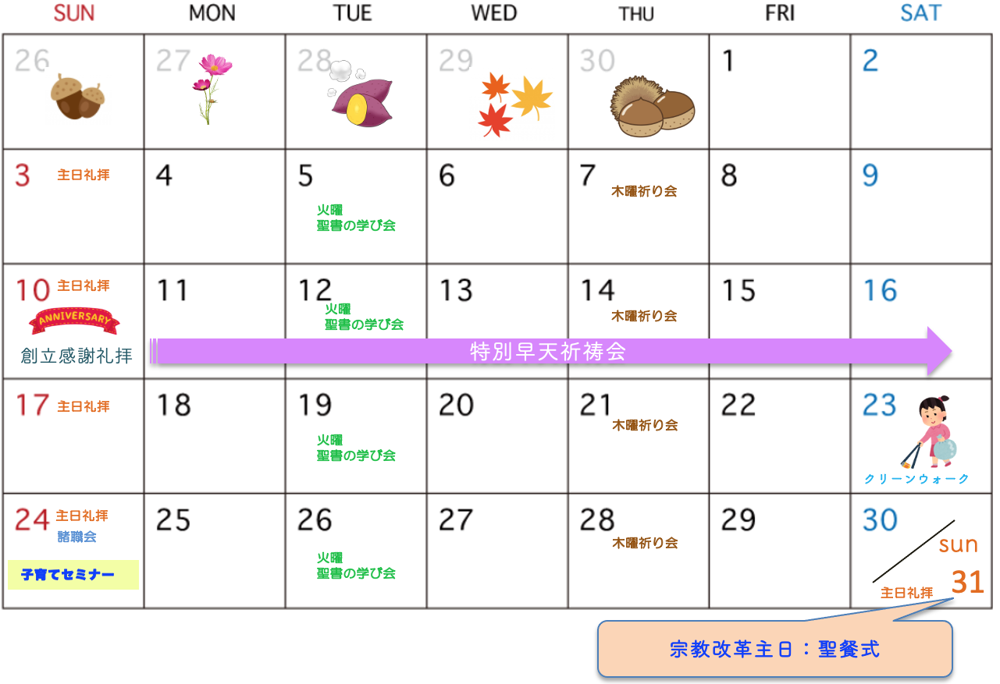 SUN MON TUE WED THU FRI SAT
26 27 28 29 30 1 2
3 主日礼拝 4 5 6 7 8 9
木曜祈り会
火曜
聖書の学び会
10 主日礼拝 11 12 13 14 15 16
ANNIVERSARY
火曜
聖書の学び会
木曜祈り会
創立感謝礼拝
特別早天祈祷会
17 主日礼拝 18 19 20 21 22 23
木曜祈り会
火曜
聖書の学び会
クリーンウォーク
24 主日礼拝 25 26 27 28 29 30
諸職会
木曜祈り会
sun
火曜
聖書の学び会
子育てセミナー
31
主日礼拝
宗教改革主日：聖餐式